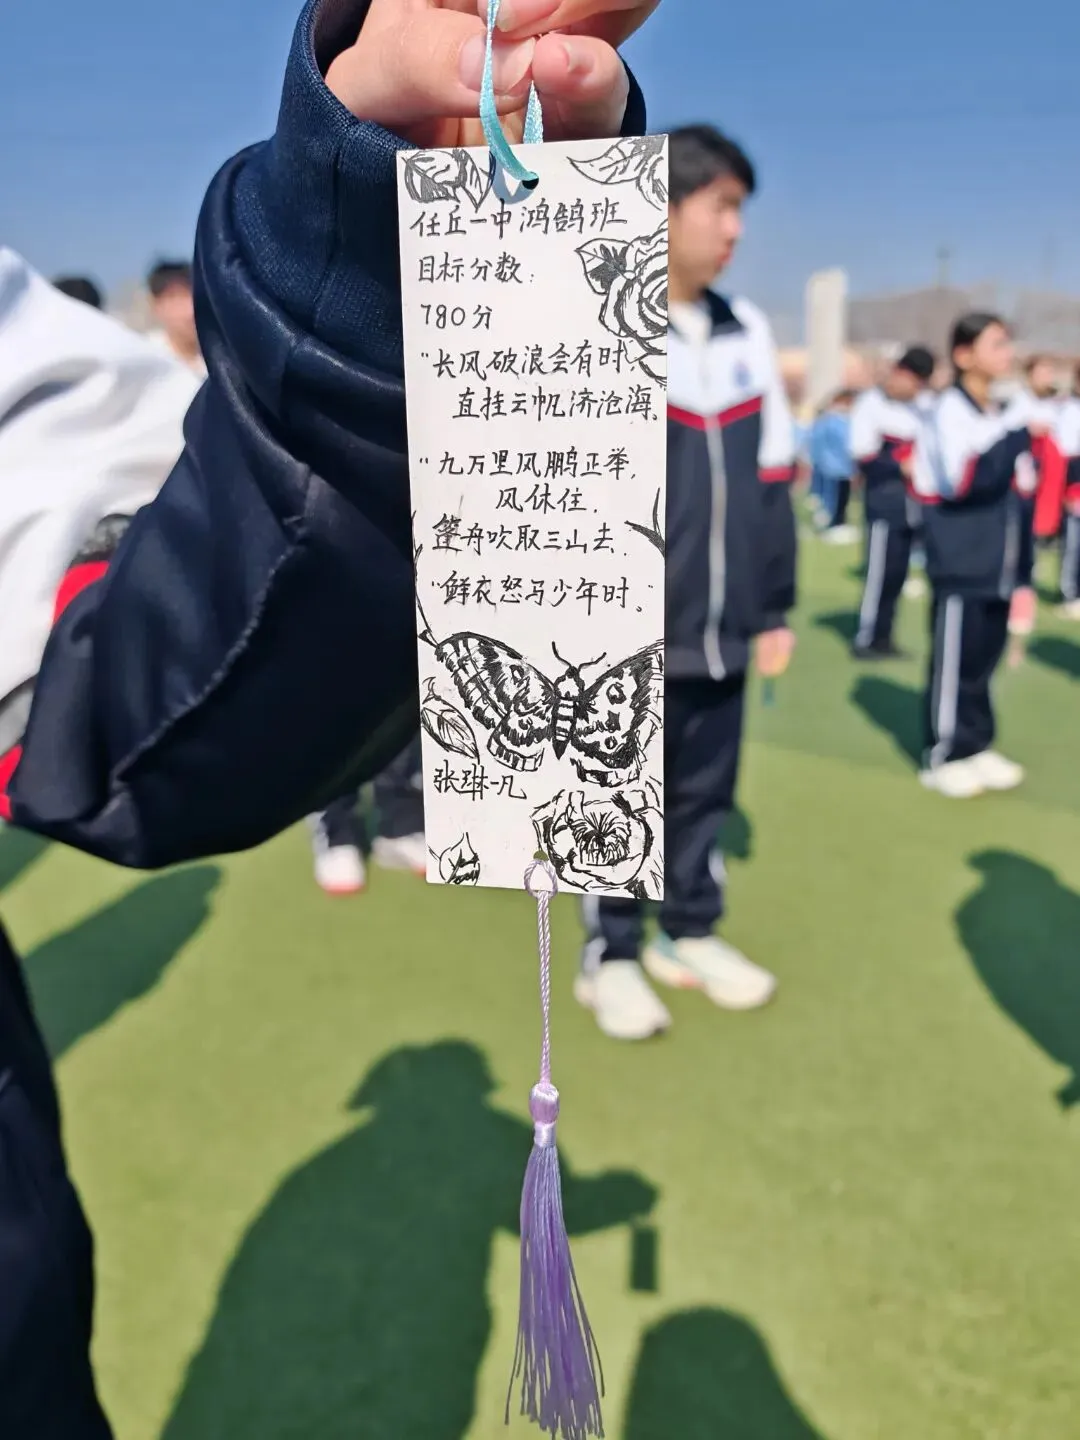 任丘一中鸿鹄班
目标分数:
780分
"长风破浪会有时,
直挂云帆济沧海。
"九万里风鹏正举,
风休住.
篷舟吹取三山去.
"鲜衣怒马少年时。"
张琳一凡